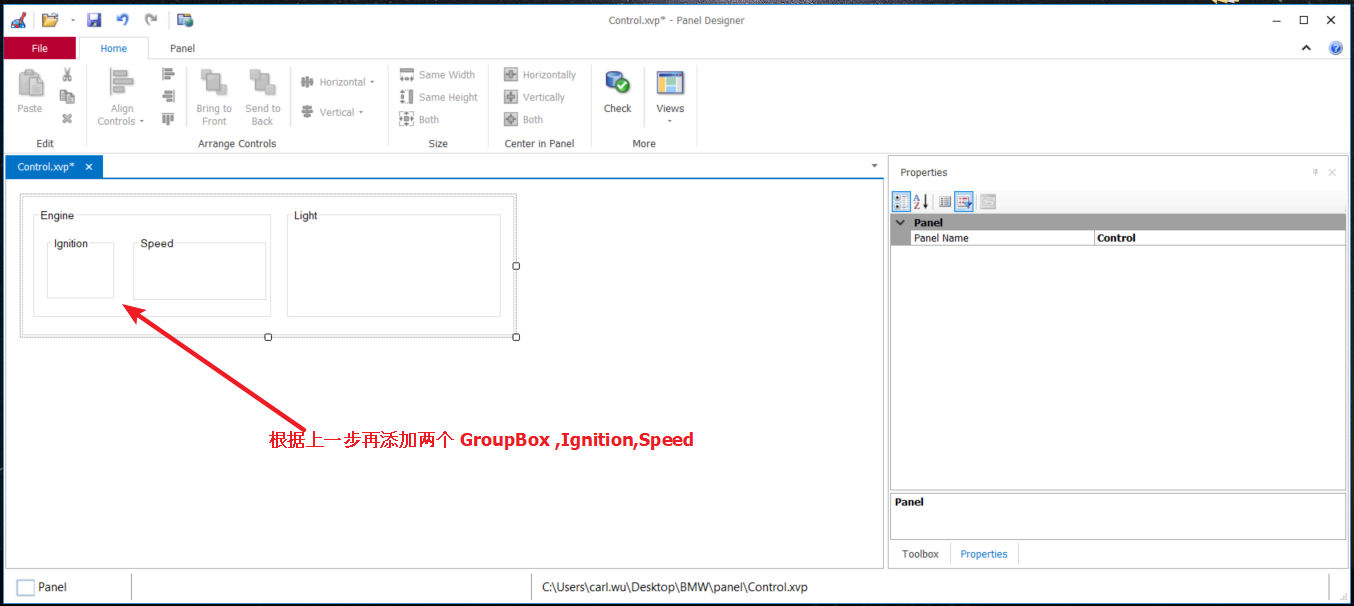 Control.xvp* - Panel Designer
File Home Panel
Paste
Align
Controls
Bring to
Front
Send to
Back
Horizontal
Vertical
Same Width
Same Height
Both
Horizontally
Vertically
Both
Check
Views
Edit Arrange Controls Size Center in Panel More
Control.xvp*
Engine
Ignition Speed
Light
根据上一步再添加两个 GroupBox ,Ignition,Speed
Properties
Panel
Panel Name Control
Panel
Toolbox Properties
Panel C:\Users\carl.wu\Desktop\BMW\panel\Control.xvp